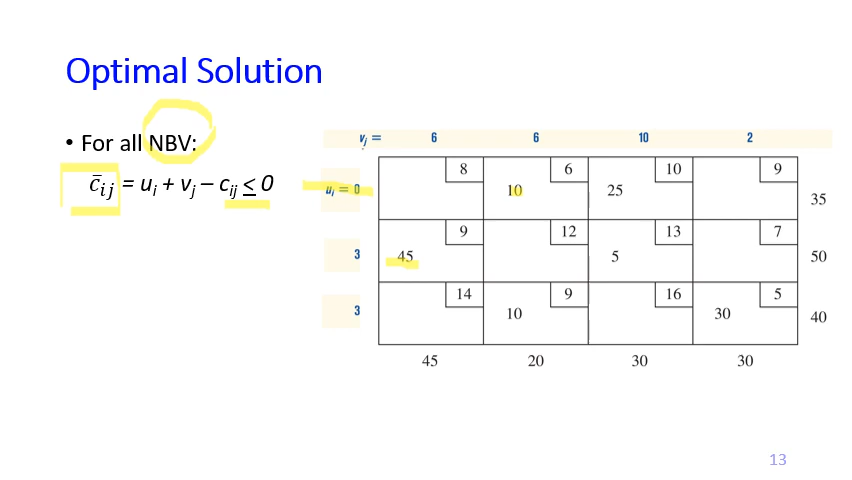 Optimal Solution
• For all NBV:
c̅ij = ui + vj – cij ≤ 0
vj = 6 6 10 2
ui = 0 8 10 6 25 10 9 35
3 45 9 12 5 13 7 50
3 14 10 9 16 30 5 40
45 20 30 30
13